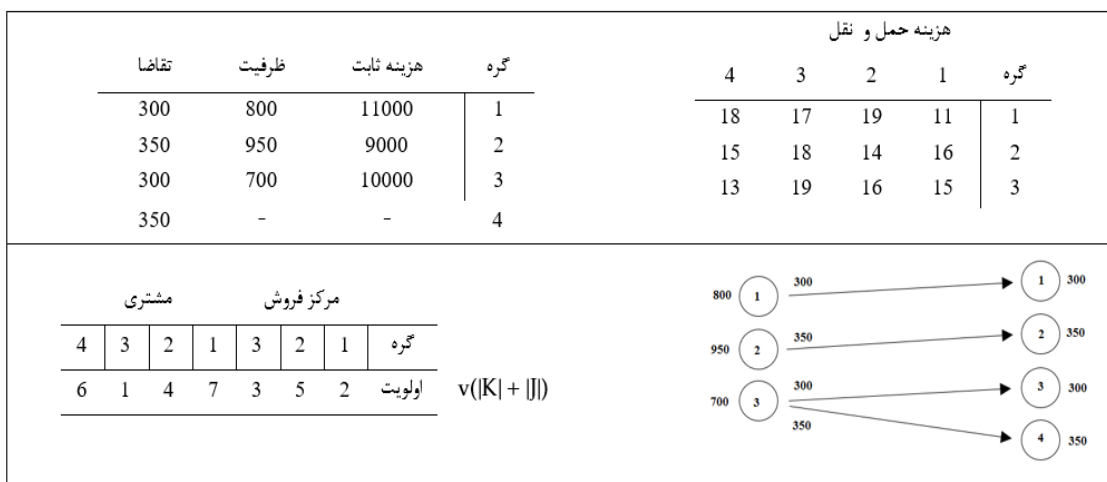 هزینه حمل و نقل
گره 1 2 3 4
1 11 19 17 18
2 16 14 18 15
3 15 16 19 13
گره هزینه ثابت ظرفیت تقاضا
1 11000 800 300
2 9000 950 350
3 10000 700 300
4 - - 350
مرکز فروش مشتری
گره 1 2 3 1 2 3 4
اولویت 2 5 3 7 4 1 6
v(|K| + |J|)
800 1 300 1 300
950 2 350 2 350
700 3 300 3 300
350 4 350